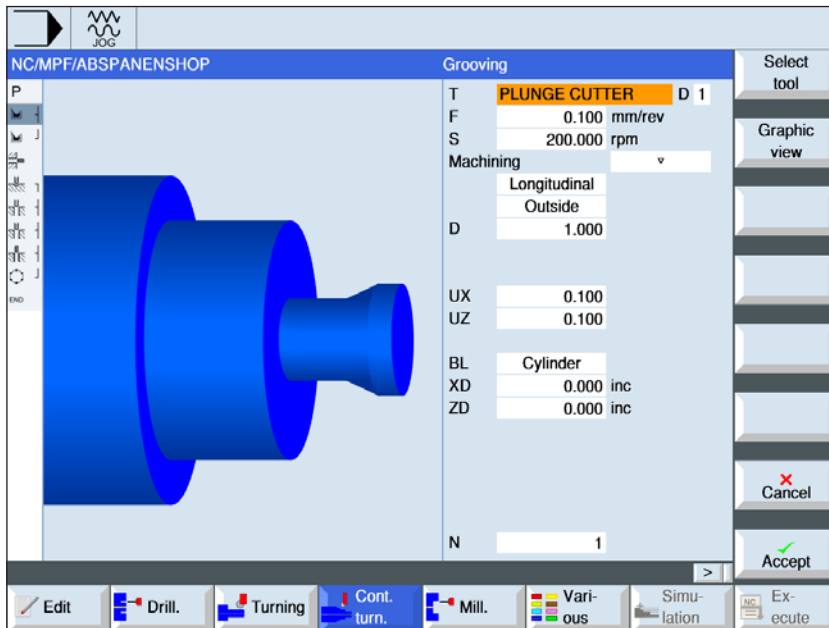 JOG
NC/MPF/ABSPANENSHOP
Grooving
P
END
T PLUNGE CUTTER D 1
F 0.100 mm/rev
S 200.000 rpm
Machining ▿
Longitudinal
Outside
D 1.000
UX 0.100
UZ 0.100
BL Cylinder
XD 0.000 inc
ZD 0.000 inc
N 1
>
Select
tool
Graphic
view
Cancel
Accept
Edit
Drill.
Turning
Cont.
turn.
Mill.
Vari-
ous
Simu-
lation
NC
Ex-
ecute